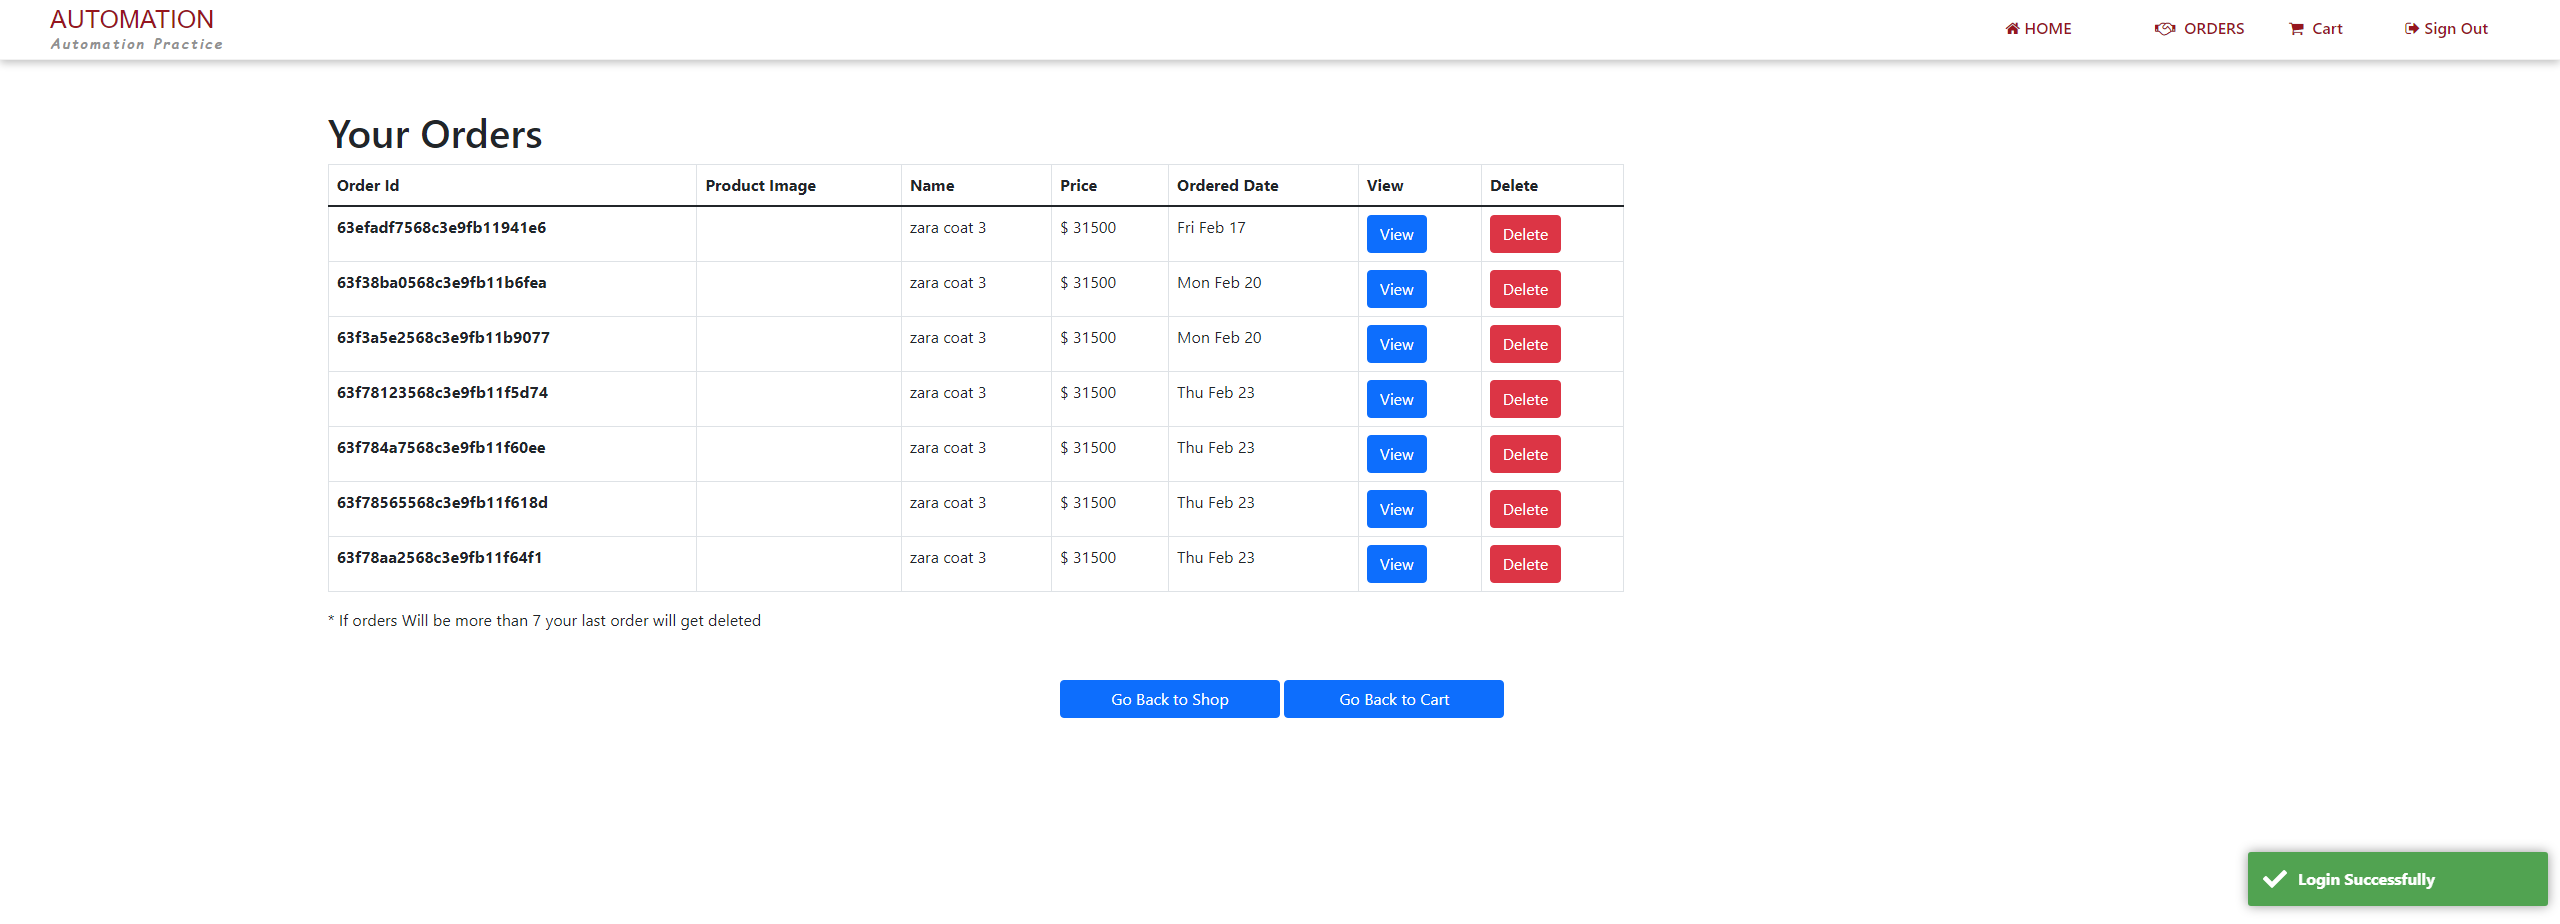 AUTOMATION
Automation Practice
HOME ORDERS Cart Sign Out
Your Orders
Order Id Product Image Name Price Ordered Date View Delete
63efadf7568c3e9fb11941e6 zara coat 3 $ 31500 Fri Feb 17 View Delete
63f38ba0568c3e9fb11b6fea zara coat 3 $ 31500 Mon Feb 20 View Delete
63f3a5e2568c3e9fb11b9077 zara coat 3 $ 31500 Mon Feb 20 View Delete
63f78123568c3e9fb11f5d74 zara coat 3 $ 31500 Thu Feb 23 View Delete
63f784a7568c3e9fb11f60ee zara coat 3 $ 31500 Thu Feb 23 View Delete
63f78565568c3e9fb11f618d zara coat 3 $ 31500 Thu Feb 23 View Delete
63f78aa2568c3e9fb11f64f1 zara coat 3 $ 31500 Thu Feb 23 View Delete
* If orders Will be more than 7 your last order will get deleted
Go Back to Shop Go Back to Cart
Login Successfully